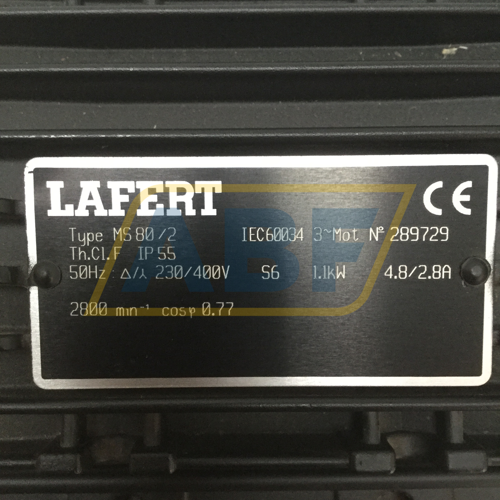 LAFERT CE
Type MS 80/2 IEC60034 3~Mot Nº 289729
Th.Cl.F IP 55
50Hz Δ/⅄ 230/400V S6 1.1kW 4.8/2.8A
2800 min⁻¹ cosφ 0.77
ABF